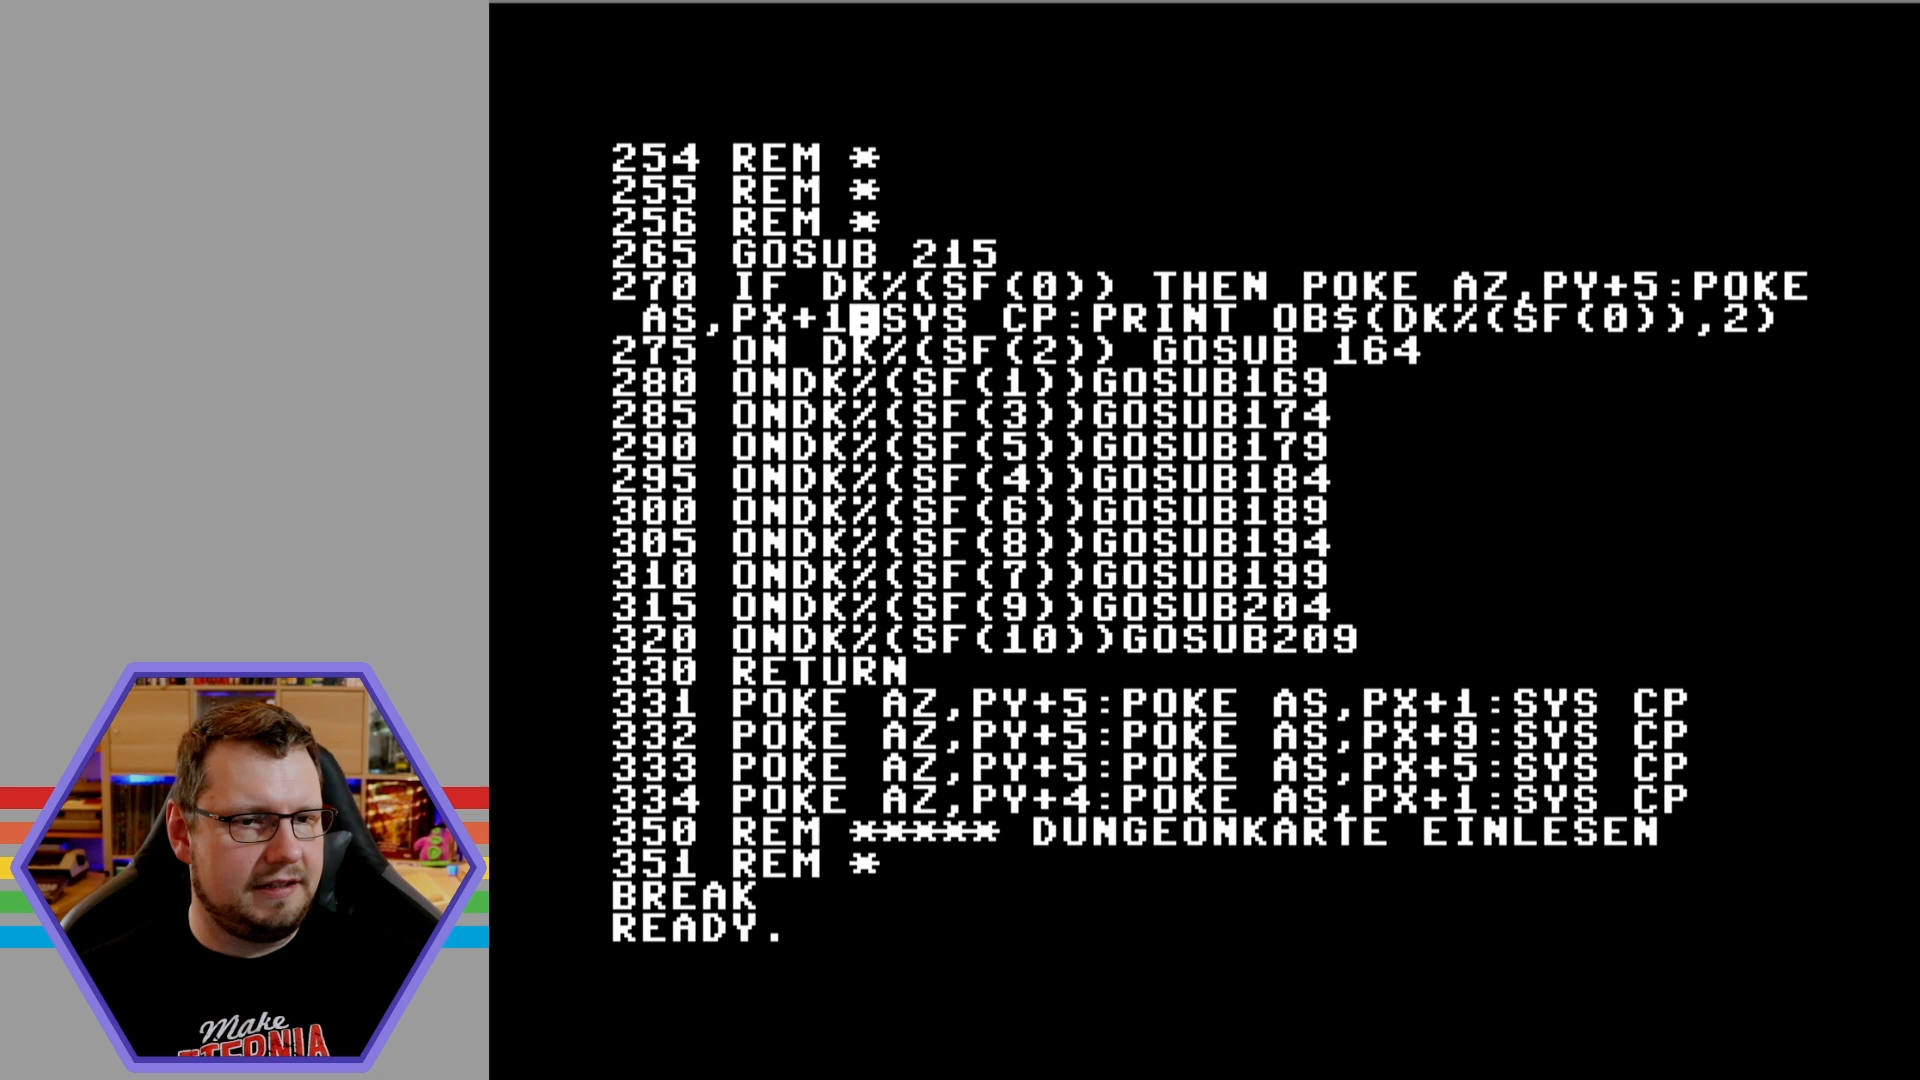 254 REM *
255 REM *
256 REM *
265 GOSUB 215
270 IF DK%(SF(0)) THEN POKE AZ,PY+5:POKE
AS,PX+1:SYS CP:PRINT OB$(DK%(SF(0)),2)
275 ON DK%(SF(2)) GOSUB 164
280 ONDK%(SF(1))GOSUB169
285 ONDK%(SF(3))GOSUB174
290 ONDK%(SF(5))GOSUB179
295 ONDK%(SF(4))GOSUB184
300 ONDK%(SF(6))GOSUB189
305 ONDK%(SF(8))GOSUB194
310 ONDK%(SF(7))GOSUB199
315 ONDK%(SF(9))GOSUB204
320 ONDK%(SF(10))GOSUB209
330 RETURN
331 POKE AZ,PY+5:POKE AS,PX+1:SYS CP
332 POKE AZ,PY+5:POKE AS,PX+9:SYS CP
333 POKE AZ,PY+5:POKE AS,PX+5:SYS CP
334 POKE AZ,PY+4:POKE AS,PX+1:SYS CP
350 REM ***** DUNGEONKARTE EINLESEN
351 REM *
BREAK
READY.
Make
ETERNIA